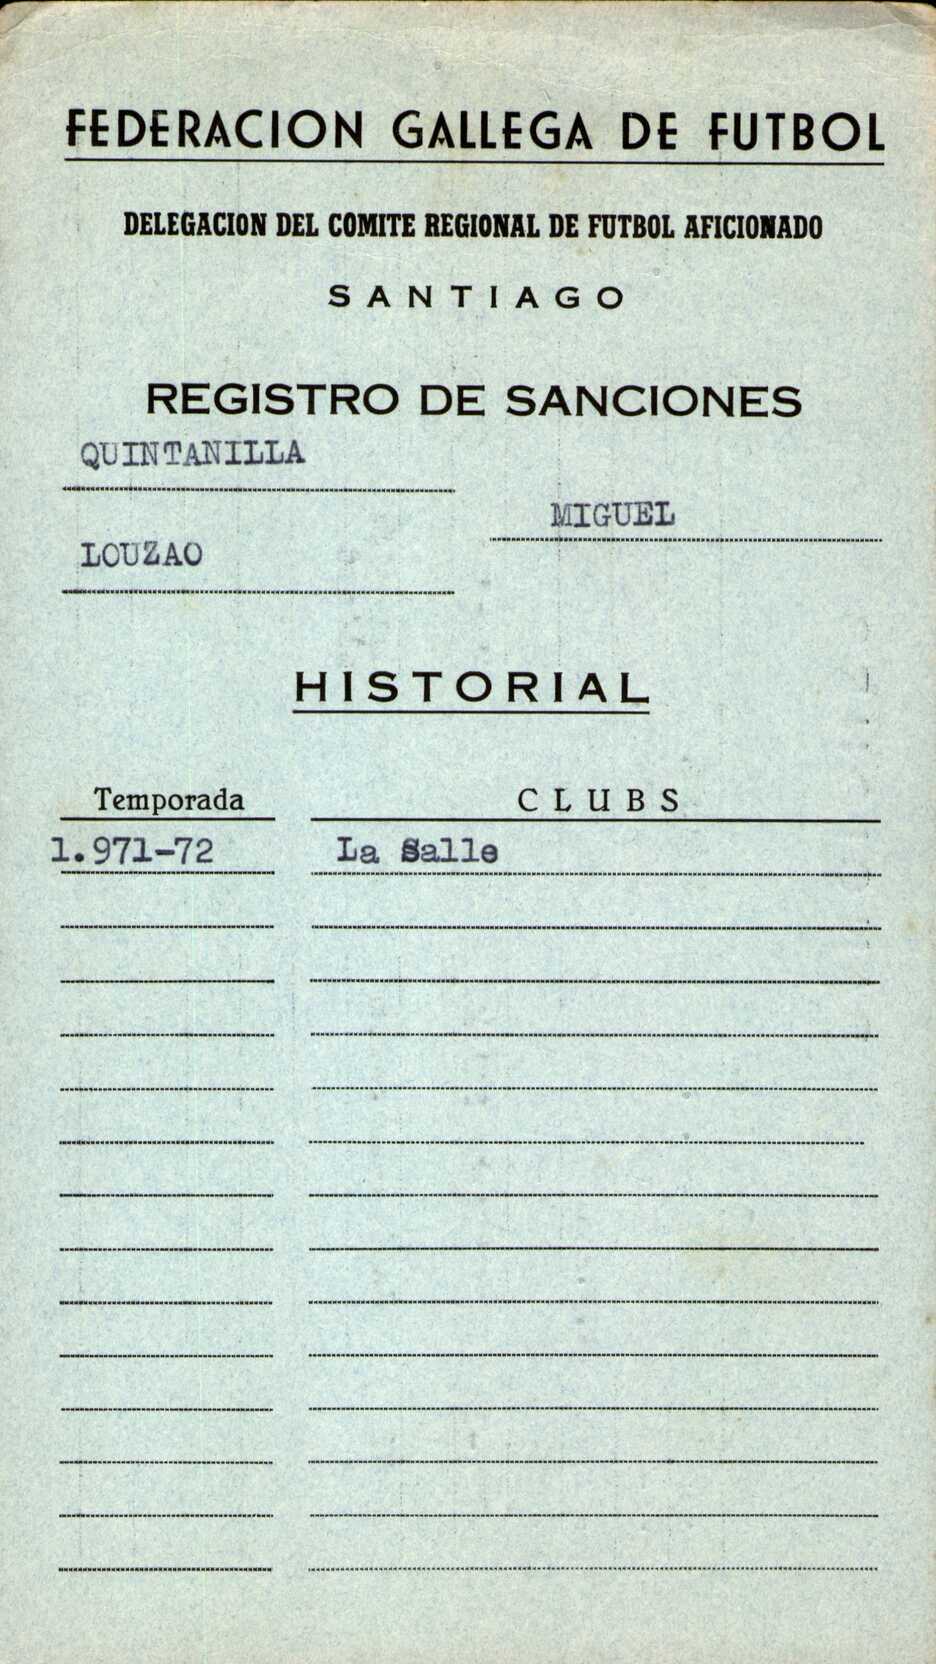 FEDERACION GALLEGA DE FUTBOL
DELEGACION DEL COMITE REGIONAL DE FUTBOL AFICIONADO
SANTIAGO
REGISTRO DE SANCIONES
QUINTANILLA
MIGUEL
LOUZAO
HISTORIAL
Temporada CLUBS
1.971-72 La Salle